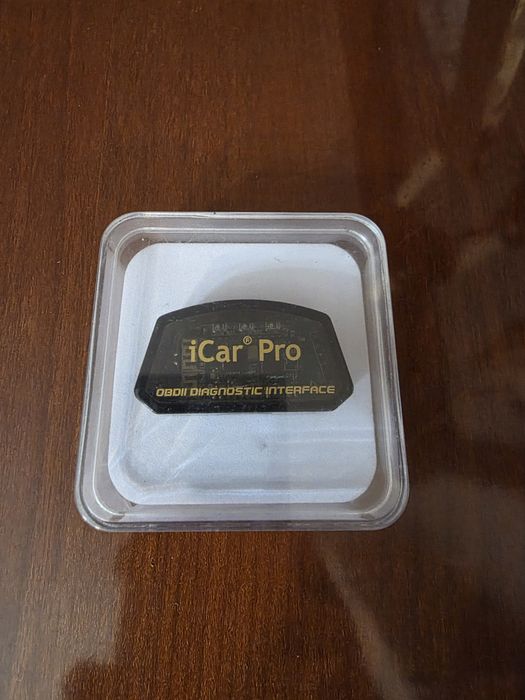 iCar® Pro
OBDII DIAGNOSTIC INTERFACE